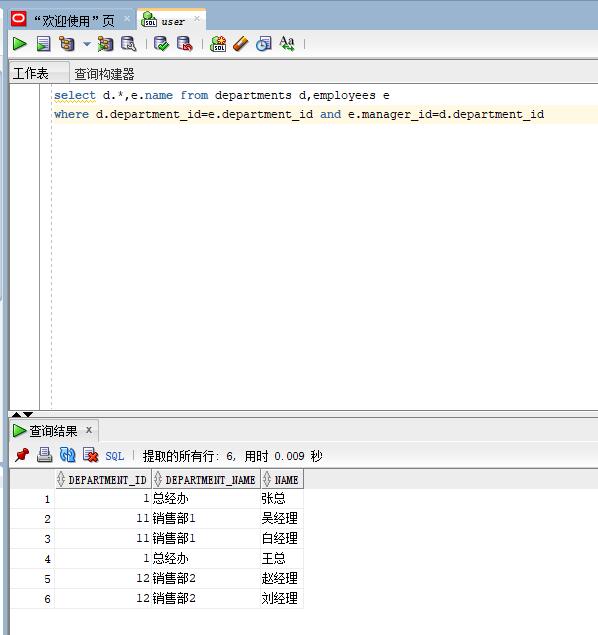 “欢迎使用”页
user
工作表 查询构建器
select d.*,e.name from departments d,employees e
where d.department_id=e.department_id and e.manager_id=d.department_id
查询结果 x
SQL 提取的所有行: 6, 用时 0.009 秒
DEPARTMENT_ID DEPARTMENT_NAME NAME
1 1 总经办 张总
2 11 销售部1 吴经理
3 11 销售部1 白经理
4 1 总经办 王总
5 12 销售部2 赵经理
6 12 销售部2 刘经理